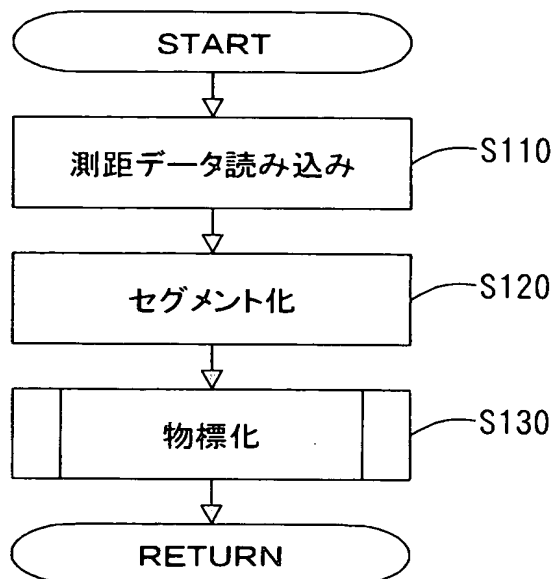 START
測距データ読み込み
S110
セグメント化
S120
物標化
S130
RETURN